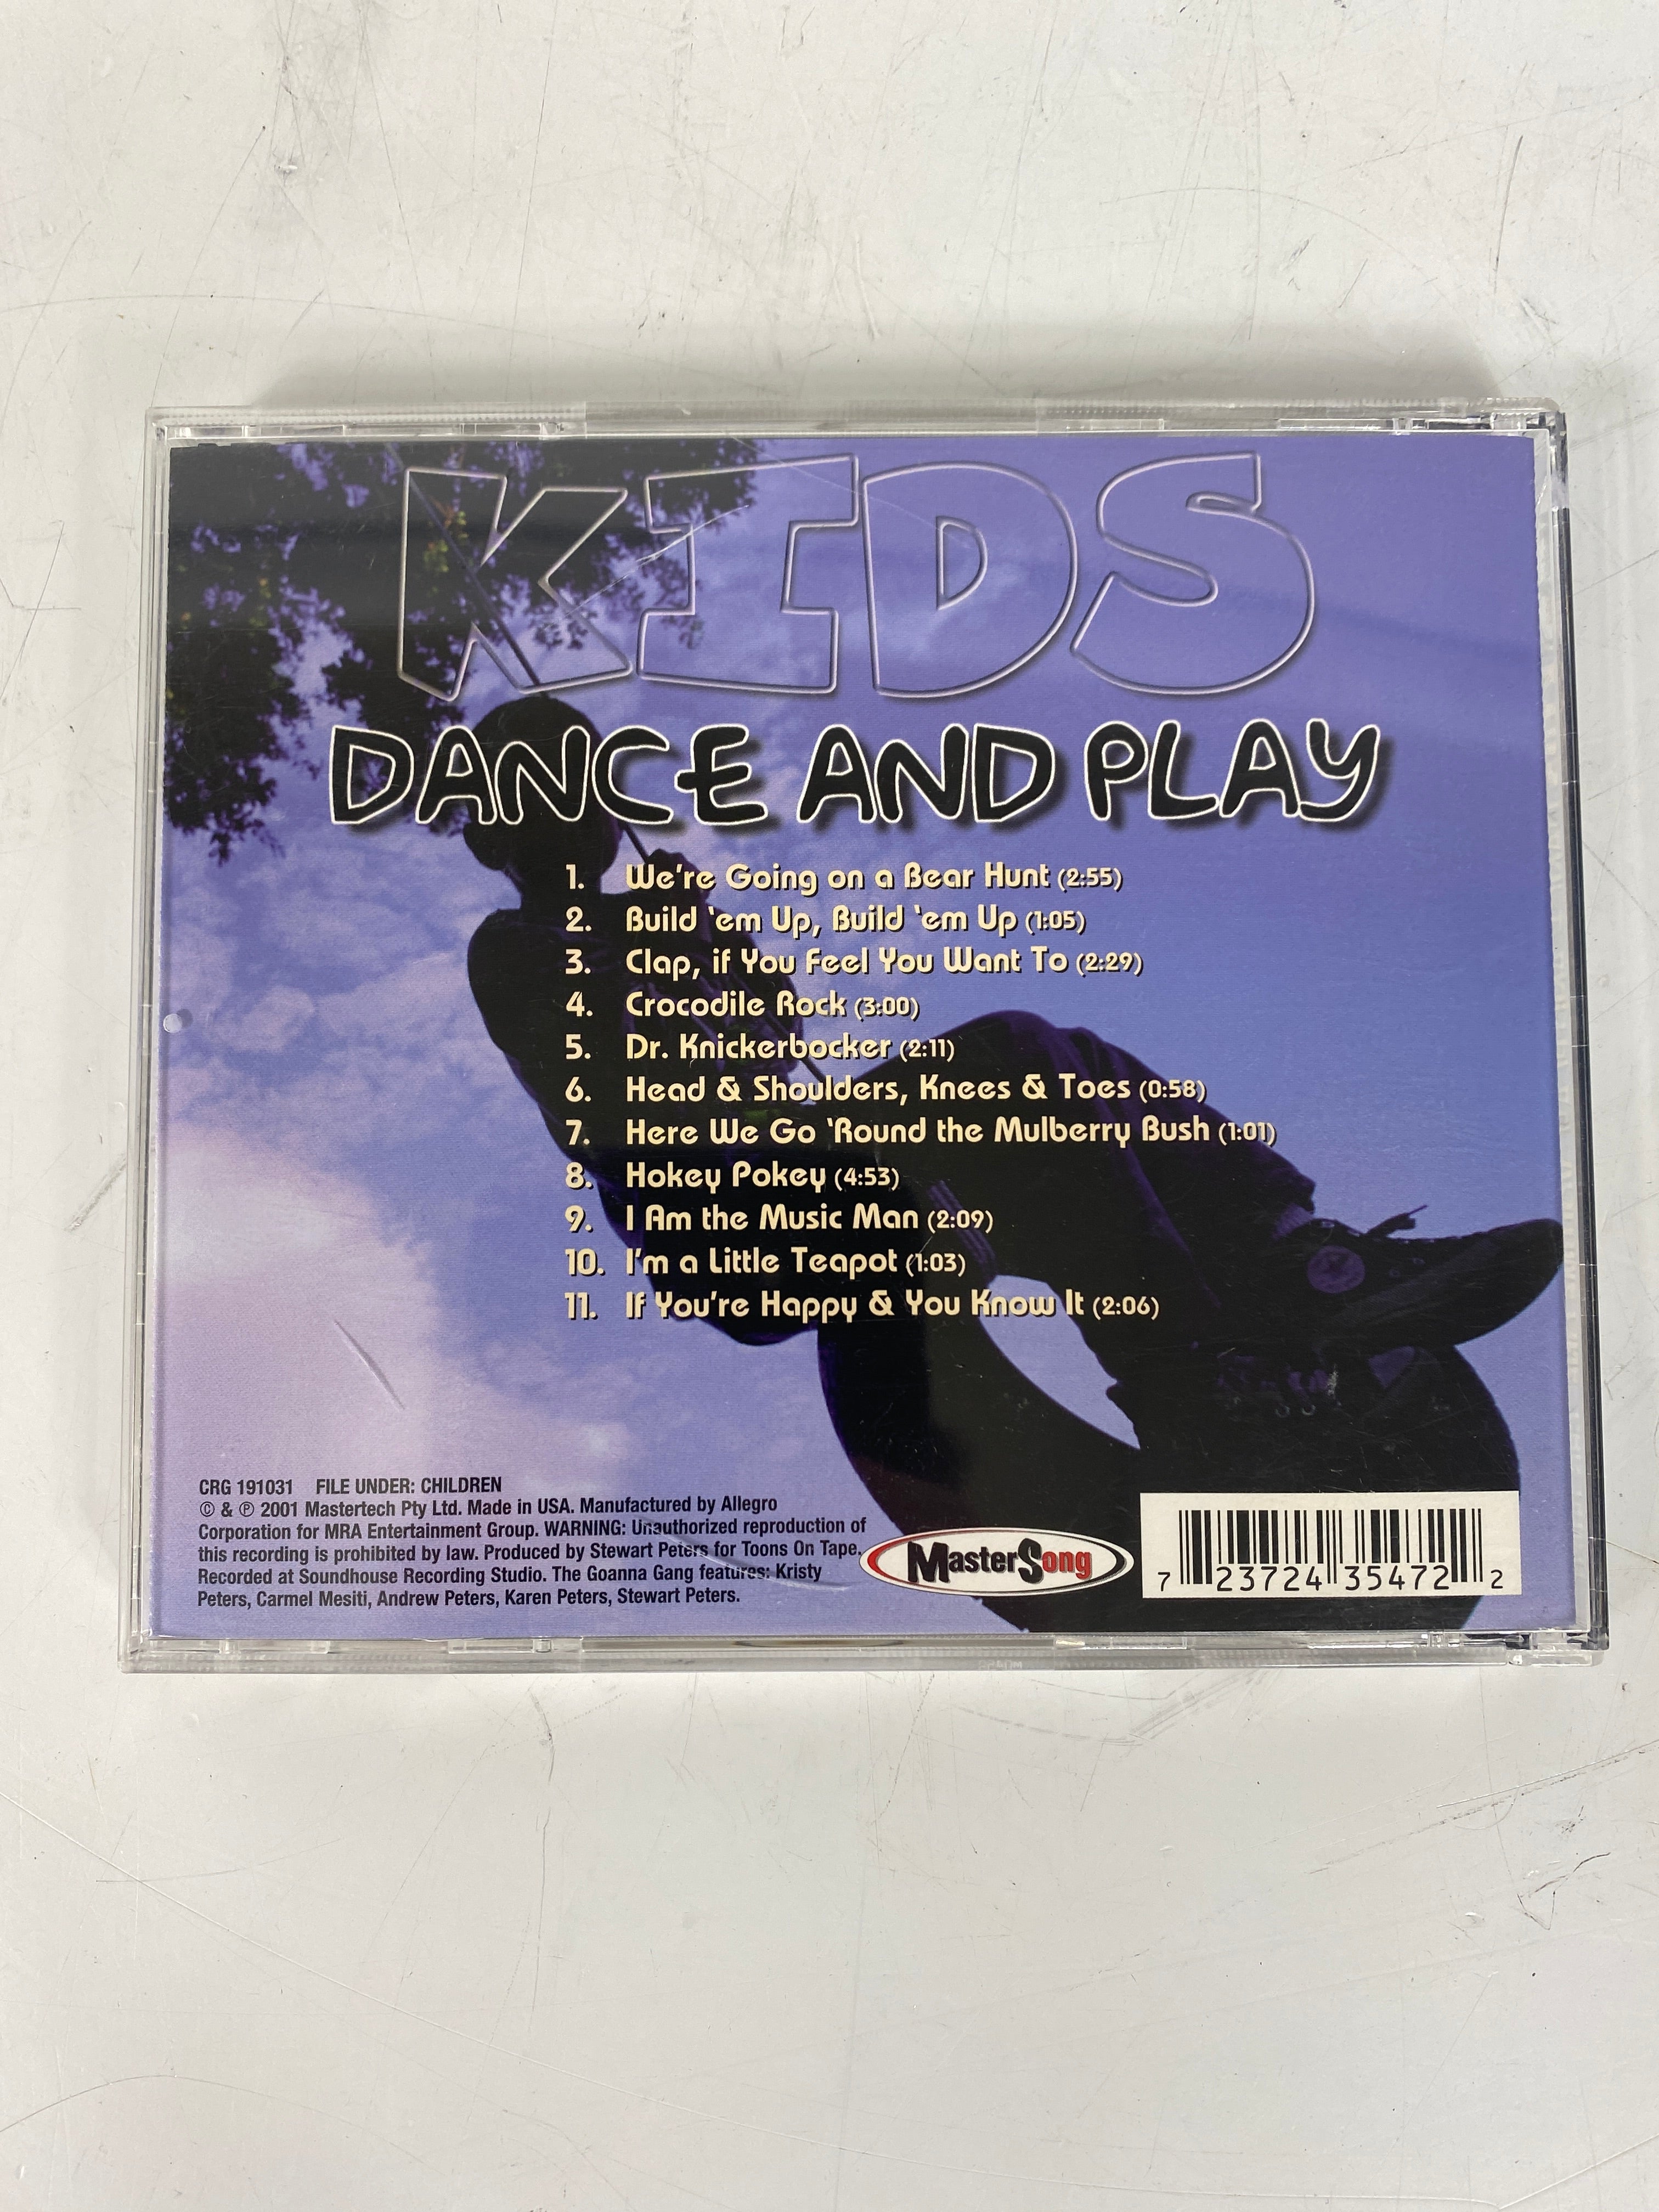 KIDS
DANCE AND PLAY
1. We're Going on a Bear Hunt (2:55)
2. Build 'em Up, Build 'em Up (1:05)
3. Clap, if You Feel You Want To (2:29)
4. Crocodile Rock (3:00)
5. Dr. Knickerbocker (2:11)
6. Head & Shoulders, Knees & Toes (0:58)
7. Here We Go 'Round the Mulberry Bush (1:01)
8. Hokey Pokey (4:53)
9. I Am the Music Man (2:09)
10. I'm a Little Teapot (1:03)
11. If You're Happy & You Know It (2:06)
CRG 191031 FILE UNDER: CHILDREN
© & ℗ 2001 Mastertech Pty Ltd. Made in USA. Manufactured by Allegro
Corporation for MRA Entertainment Group. WARNING: Unauthorized reproduction of
this recording is prohibited by law. Produced by Stewart Peters for Toons On Tape.
Recorded at Soundhouse Recording Studio. The Goanna Gang features: Kristy
Peters, Carmel Mesiti, Andrew Peters, Karen Peters, Stewart Peters.
MasterSong
7 23724 35472 2